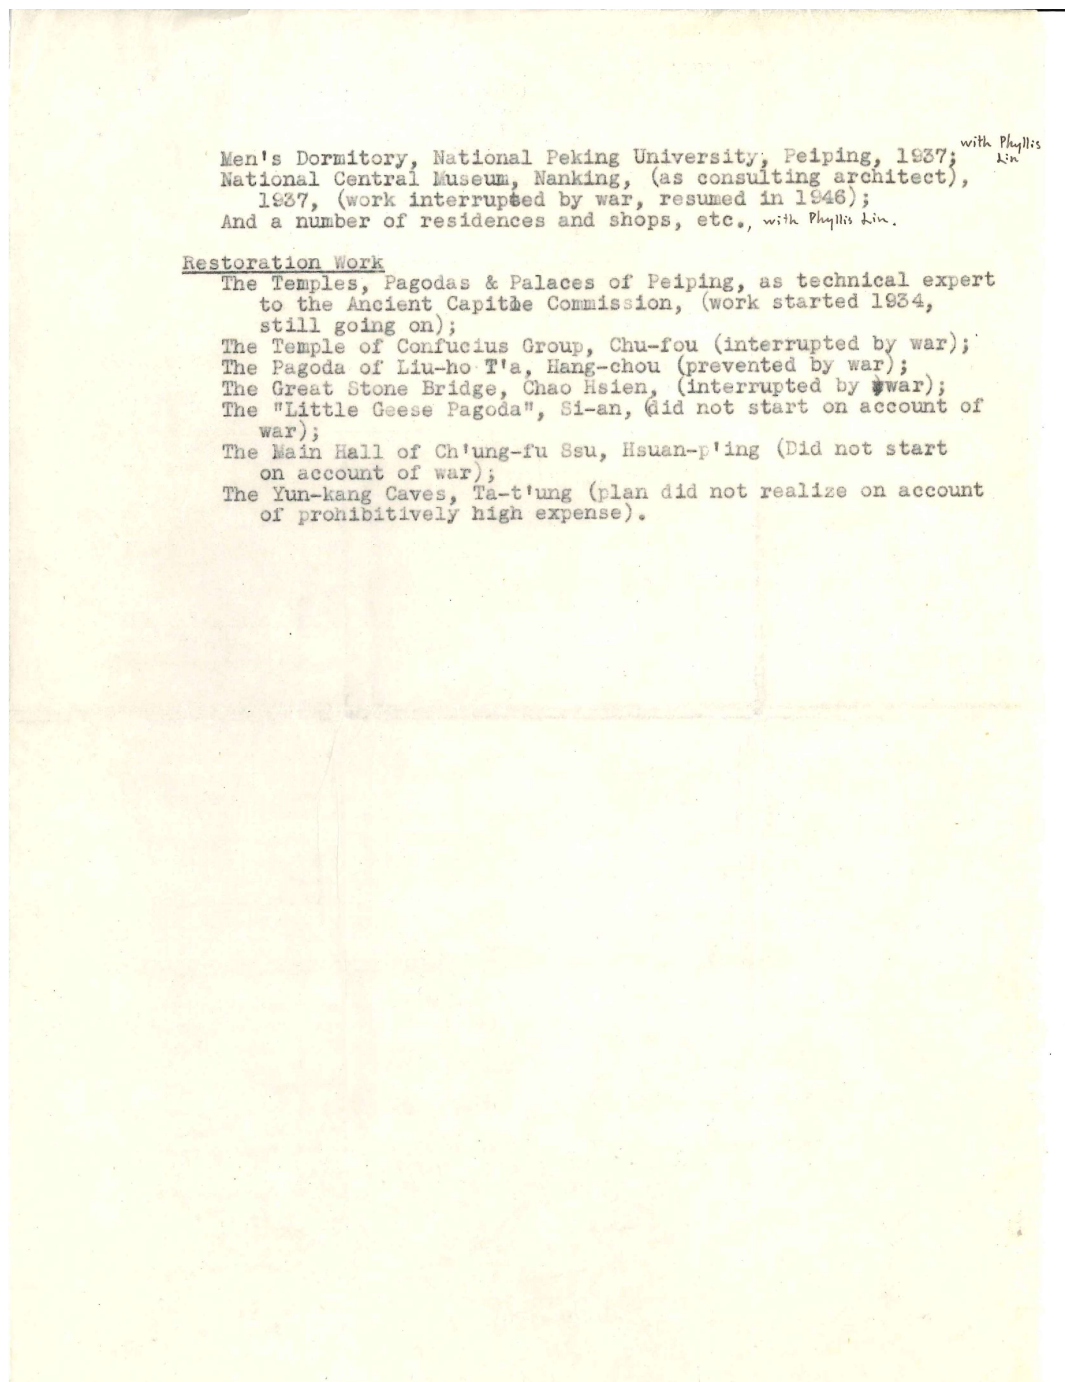 Men's Dormitory, National Peking University, Peiping, 1937; with Phyllis Lin
National Central Museum, Nanking, (as consulting architect),
1937, (work interrupted by war, resumed in 1946);
And a number of residences and shops, etc., with Phyllis Lin.
Restoration Work
The Temples, Pagodas & Palaces of Peiping, as technical expert
to the Ancient Capitle Commission, (work started 1934,
still going on);
The Temple of Confucius Group, Chu-fou (interrupted by war);
The Pagoda of Liu-ho T'a, Hang-chou (prevented by war);
The Great Stone Bridge, Chao Hsien, (interrupted by war);
The "Little Geese Pagoda", Si-an, (did not start on account of
war);
The Main Hall of Ch'ung-fu Ssu, Hsuan-p'ing (Did not start
on account of war);
The Yun-kang Caves, Ta-t'ung (plan did not realize on account
of prohibitively high expense).